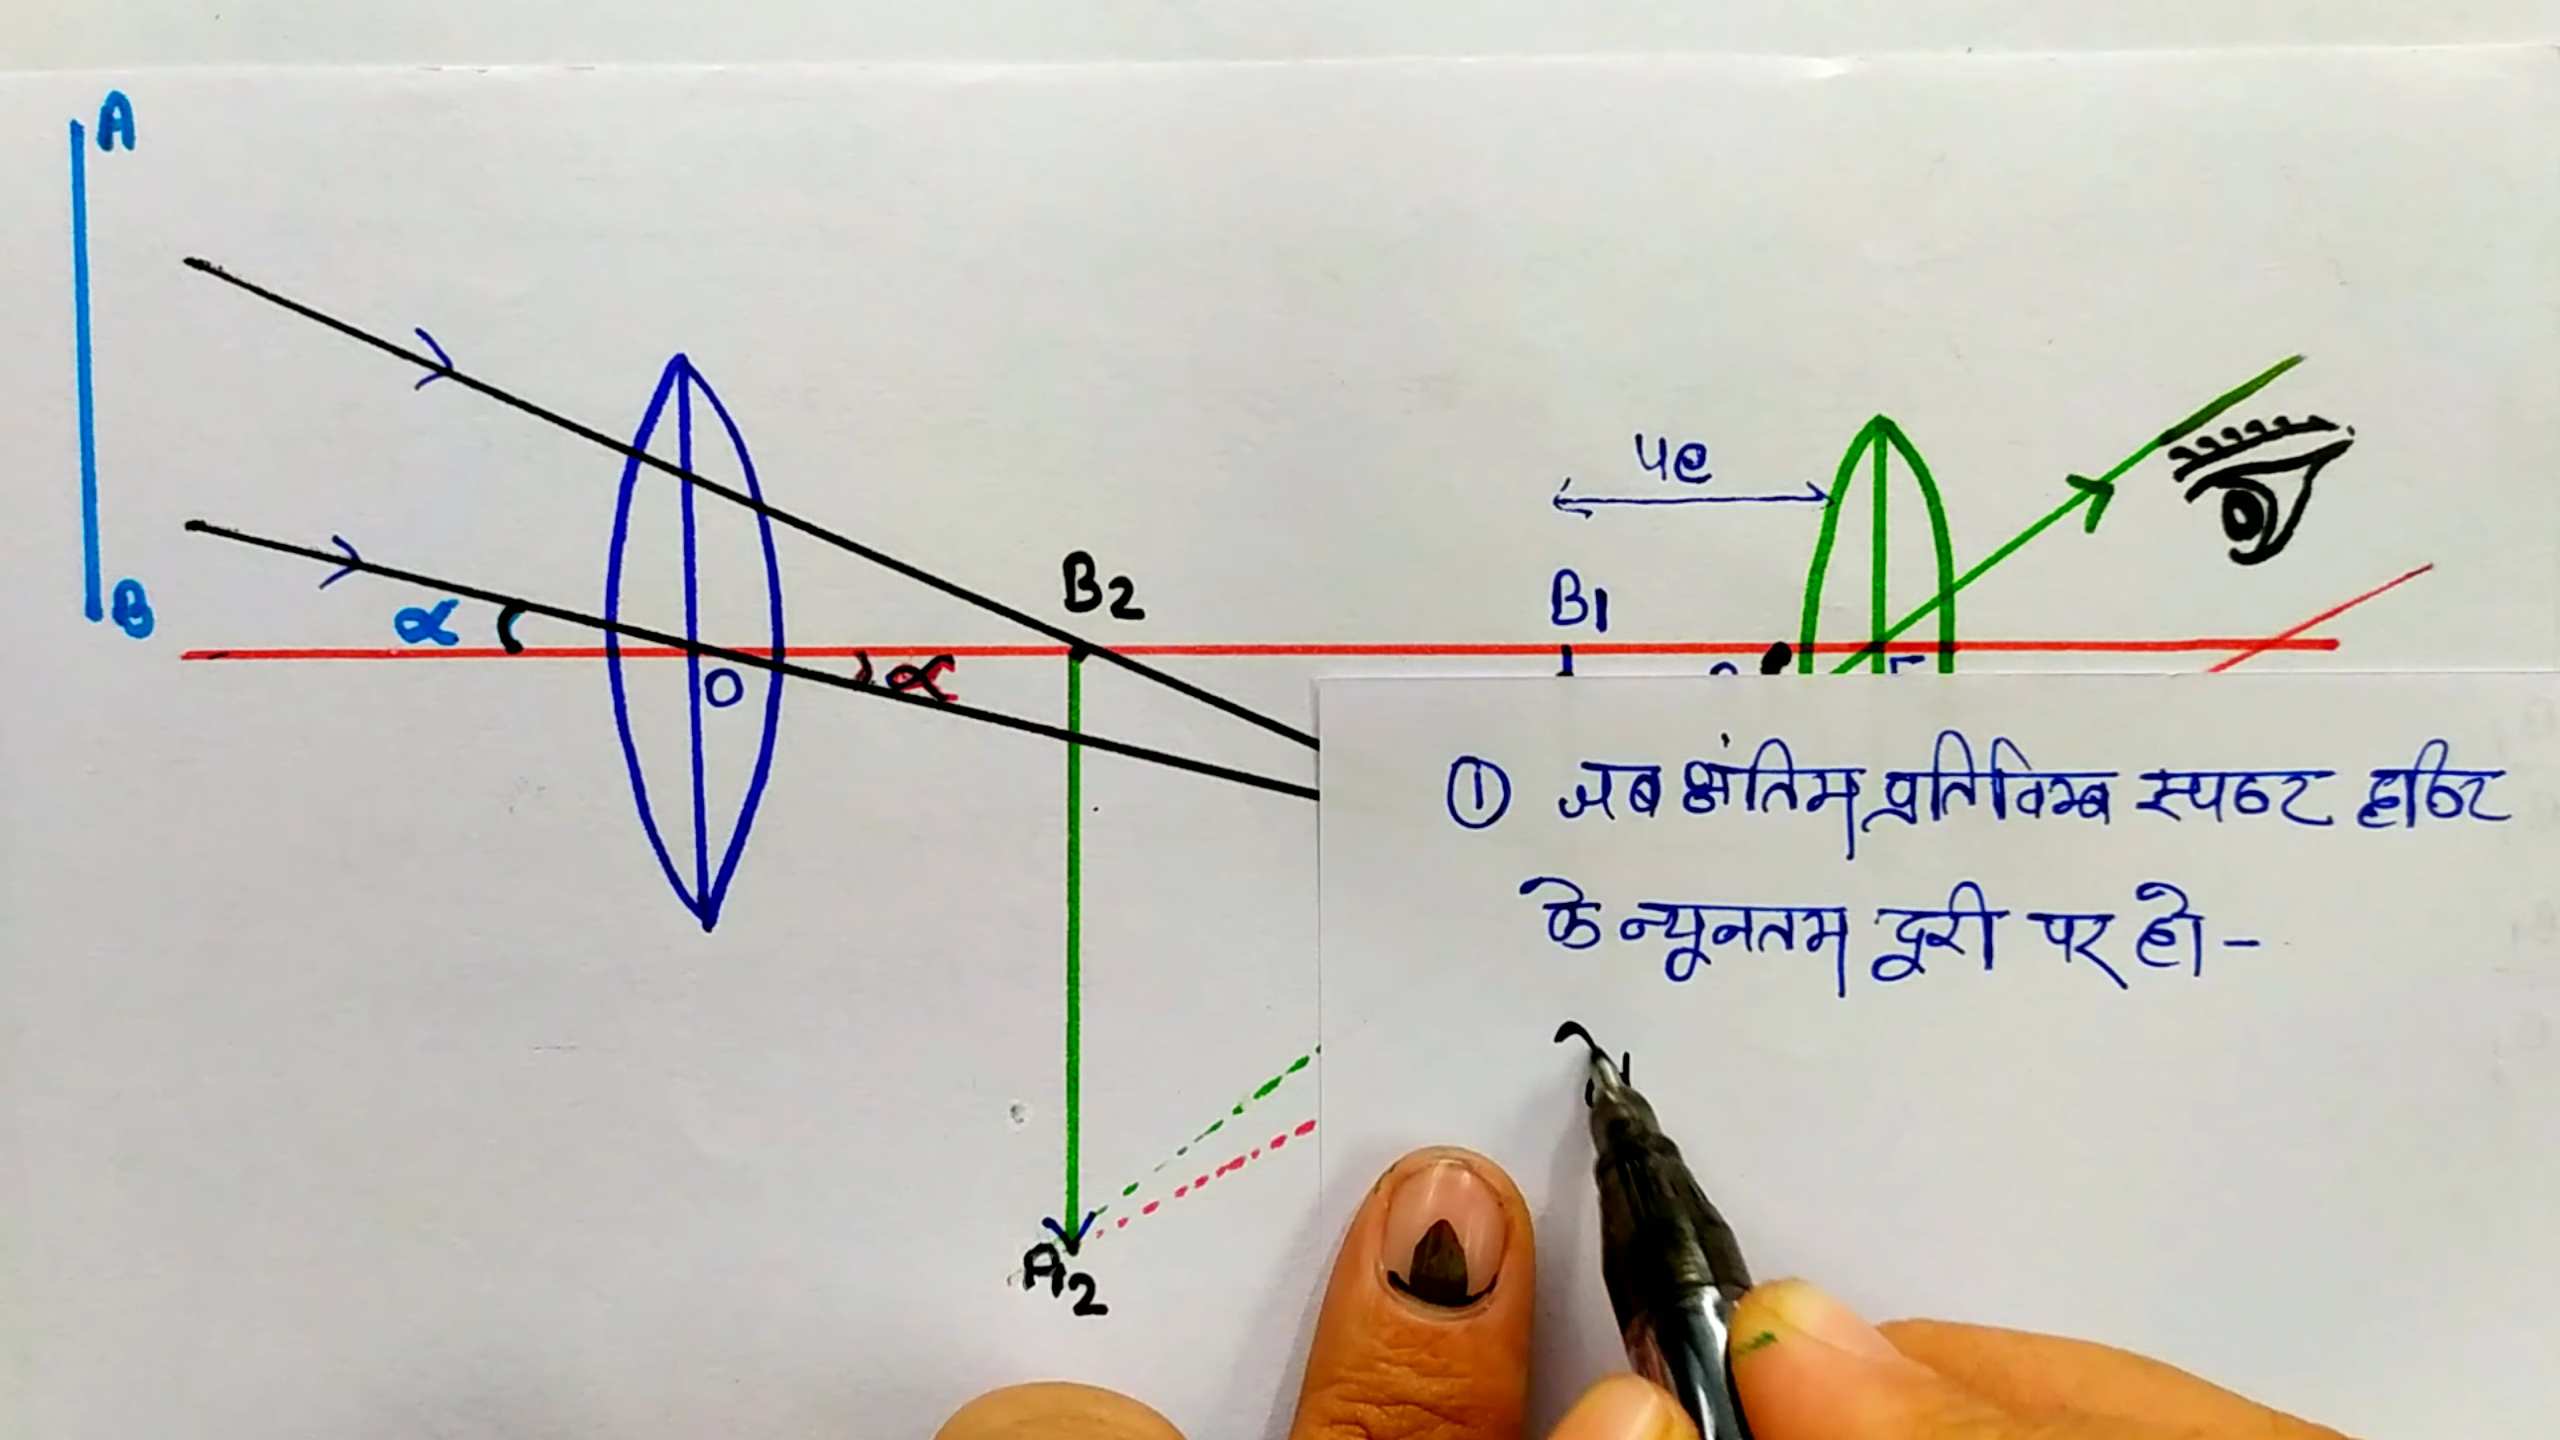 A
B
α
O
α
B2
A2
ue
B1
① जब अंतिम प्रतिबिम्ब स्पष्ट दृष्टि
के न्यूनतम दूरी पर हो -